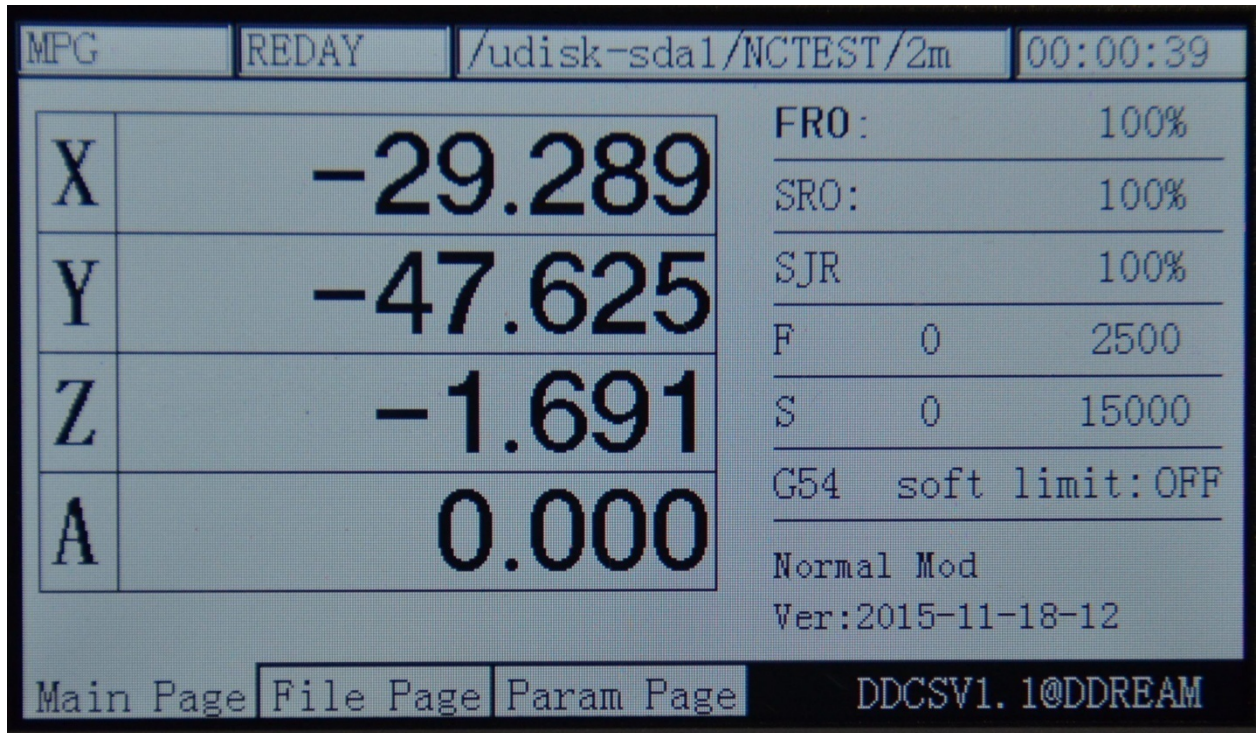 MPG REDAY /udisk-sda1/NCTEST/2m 00:00:39
X -29.289
Y -47.625
Z -1.691
A 0.000
FRO: 100%
SRO: 100%
SJR 100%
F 0 2500
S 0 15000
G54 soft limit:OFF
Normal Mod
Ver:2015-11-18-12
Main Page File Page Param Page DDCSV1.1@DDREAM